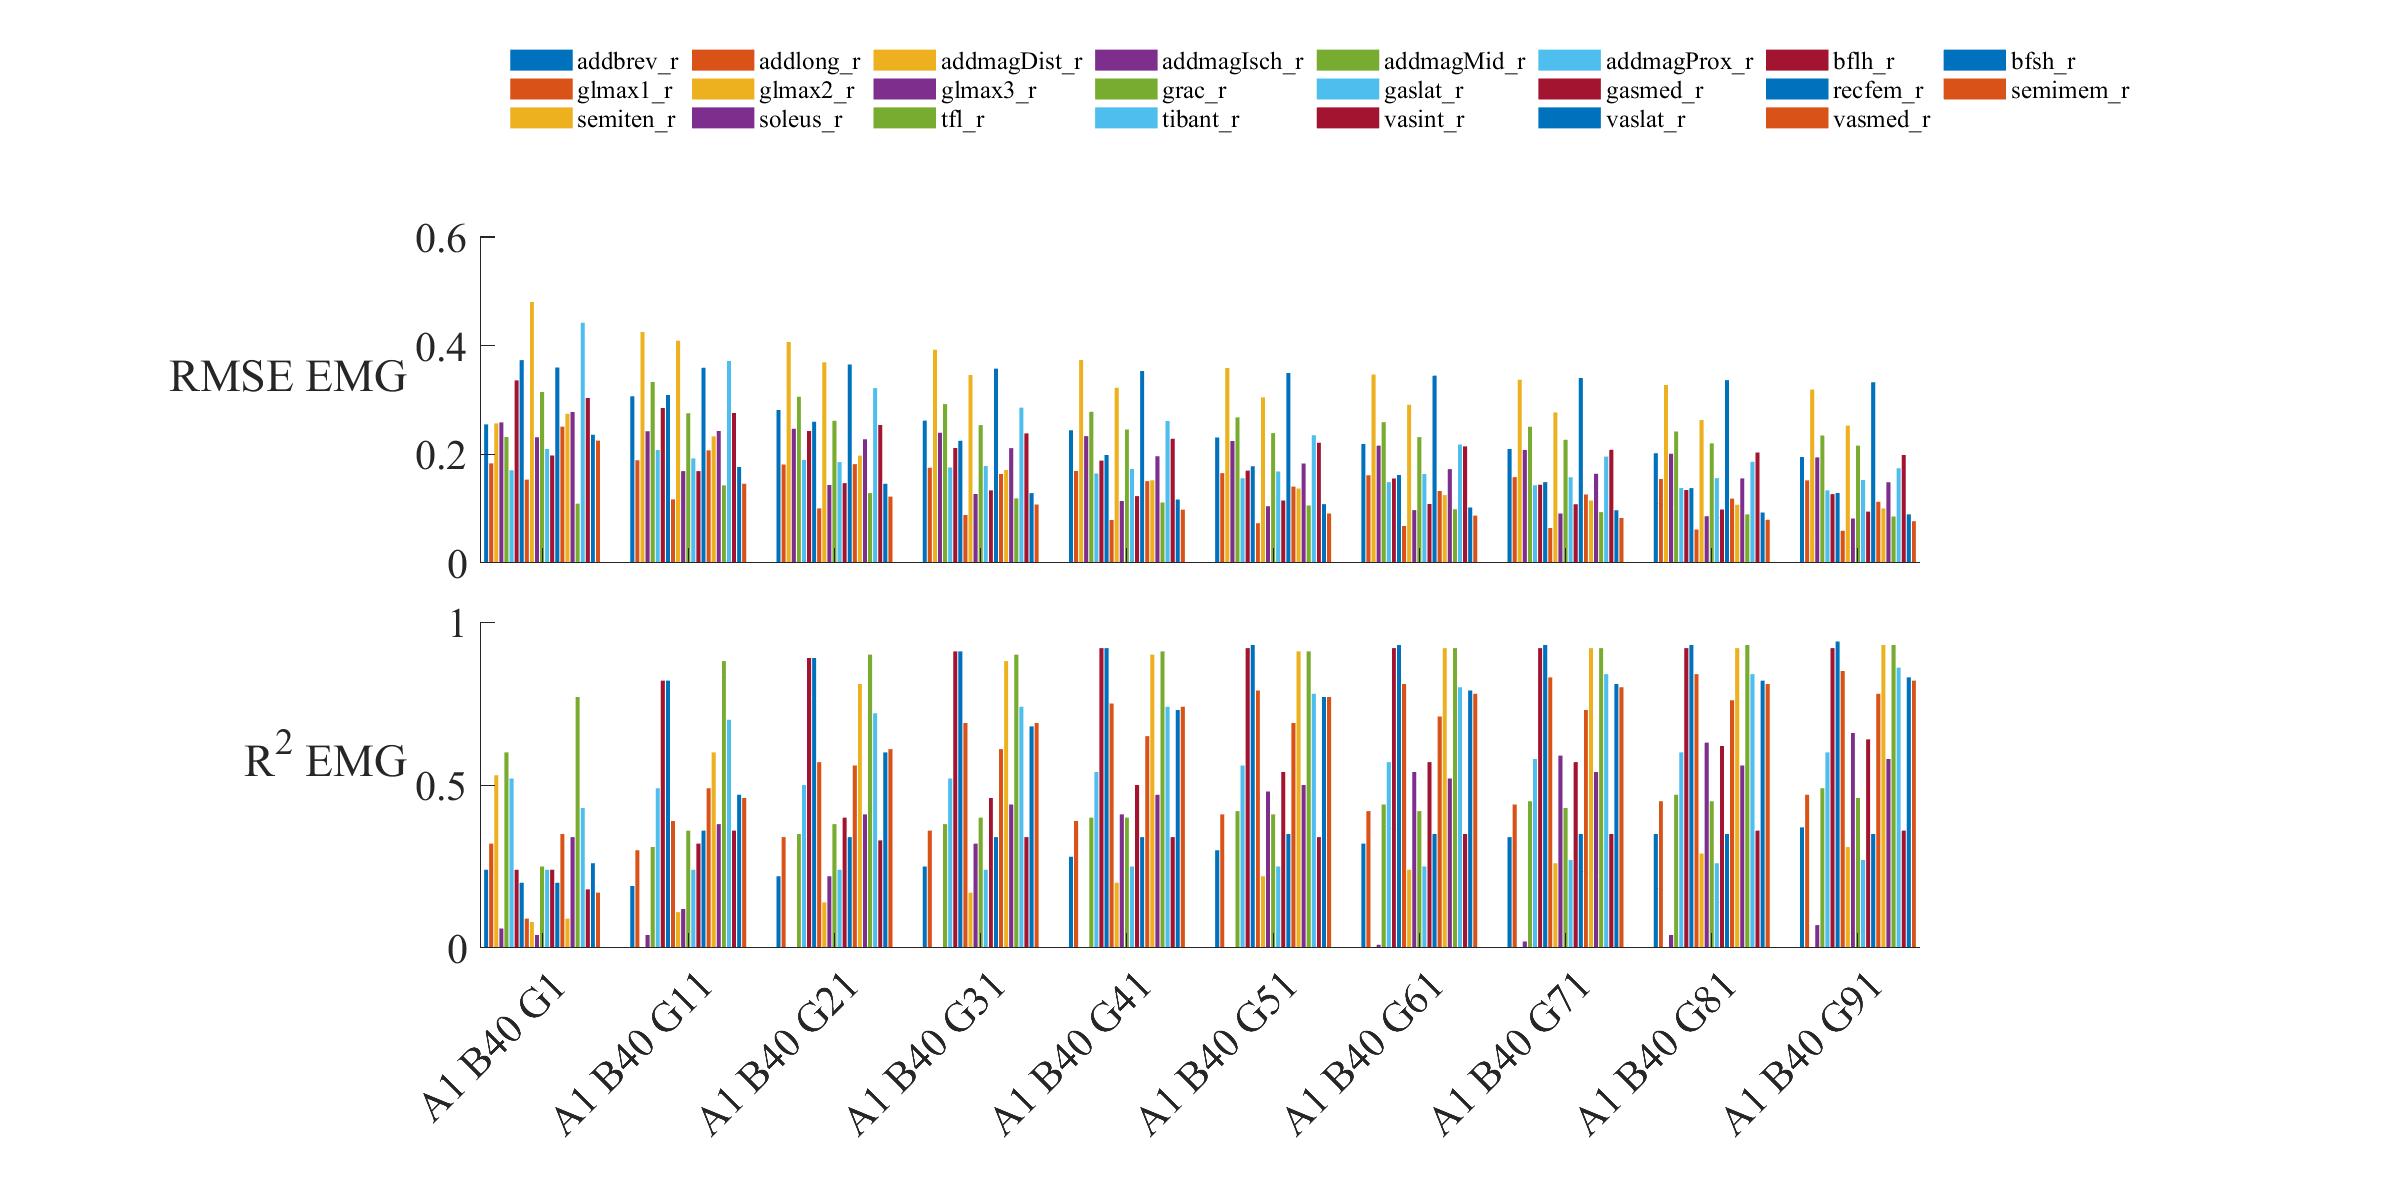 addbrev_r addlong_r addmagDist_r addmagIsch_r addmagMid_r addmagProx_r bflh_r bfsh_r
glmax1_r glmax2_r glmax3_r grac_r gaslat_r gasmed_r recfem_r semimem_r
semiten_r soleus_r tfl_r tibant_r vasint_r vaslat_r vasmed_r
0.6
0.4
RMSE EMG
0.2
0
1
R² EMG
0.5
0
A1 B40 G1
A1 B40 G11
A1 B40 G21
A1 B40 G31
A1 B40 G41
A1 B40 G51
A1 B40 G61
A1 B40 G71
A1 B40 G81
A1 B40 G91